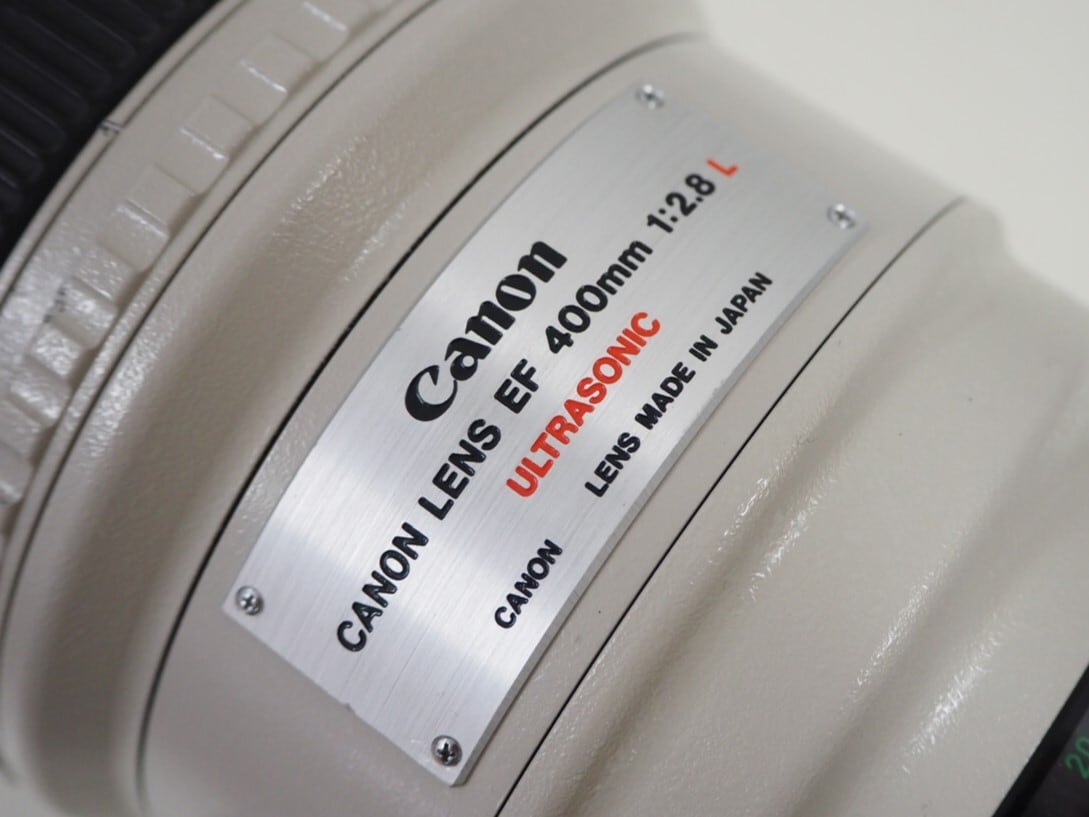 Canon
CANON LENS EF 400mm 1:2.8 L
ULTRASONIC
CANON LENS MADE IN JAPAN